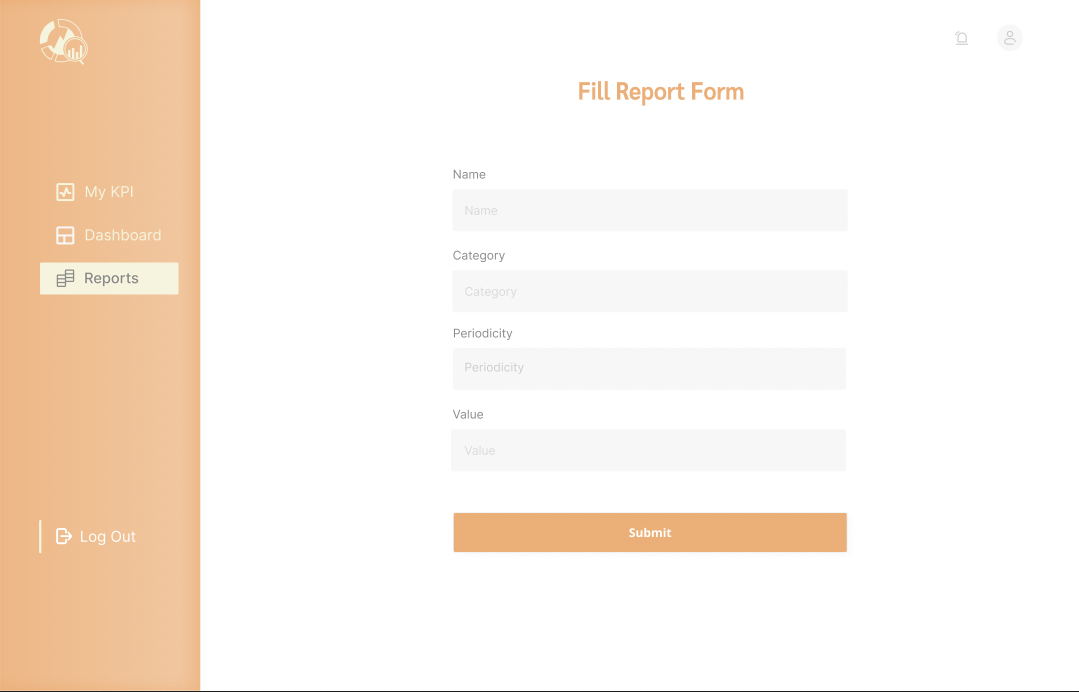 Fill Report Form
My KPI
Dashboard
Reports
Log Out
Name
Name
Category
Category
Periodicity
Periodicity
Value
Value
Submit